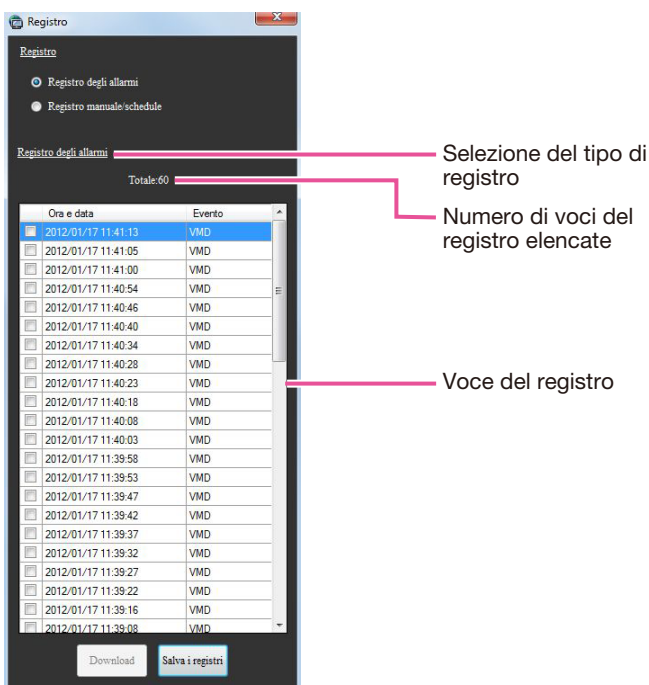 Registro
Registro
Registro degli allarmi
Registro manuale/schedule
Registro degli allarmi
Totale:60
Ora e data Evento
2012/01/17 11:41:13 VMD
2012/01/17 11:41:05 VMD
2012/01/17 11:41:00 VMD
2012/01/17 11:40:54 VMD
2012/01/17 11:40:46 VMD
2012/01/17 11:40:40 VMD
2012/01/17 11:40:34 VMD
2012/01/17 11:40:28 VMD
2012/01/17 11:40:23 VMD
2012/01/17 11:40:18 VMD
2012/01/17 11:40:08 VMD
2012/01/17 11:40:03 VMD
2012/01/17 11:39:58 VMD
2012/01/17 11:39:53 VMD
2012/01/17 11:39:47 VMD
2012/01/17 11:39:42 VMD
2012/01/17 11:39:37 VMD
2012/01/17 11:39:32 VMD
2012/01/17 11:39:27 VMD
2012/01/17 11:39:22 VMD
2012/01/17 11:39:16 VMD
2012/01/17 11:39:08 VMD
Download Salva i registri
Selezione del tipo di
registro
Numero di voci del
registro elencate
Voce del registro